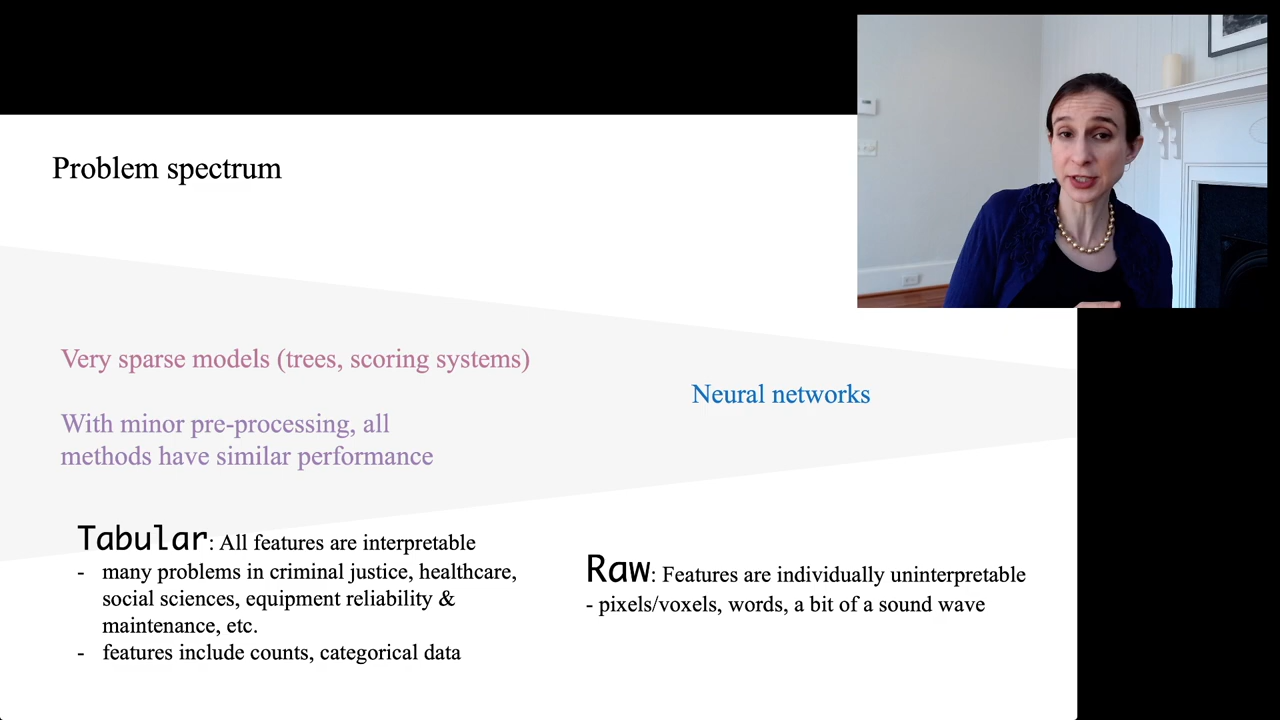 Problem spectrum
Very sparse models (trees, scoring systems)
With minor pre-processing, all
methods have similar performance
Neural networks
Tabular: All features are interpretable
- many problems in criminal justice, healthcare,
social sciences, equipment reliability &
maintenance, etc.
- features include counts, categorical data
Raw: Features are individually uninterpretable
- pixels/voxels, words, a bit of a sound wave